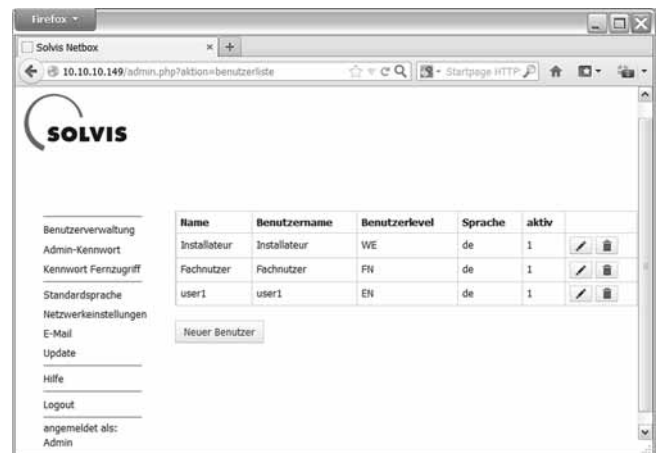 Firefox
Solvis Netbox
10.10.10.149/admin.php?aktion=benutzerliste
Startpage HTTP
SOLVIS
Benutzerverwaltung
Admin-Kennwort
Kennwort Fernzugriff
Standardsprache
Netzwerkeinstellungen
E-Mail
Update
Hilfe
Logout
angemeldet als:
Admin
Name Benutzername Benutzerlevel Sprache aktiv
Installateur Installateur WE de 1
Fachnutzer Fachnutzer FN de 1
user1 user1 EN de 1
Neuer Benutzer